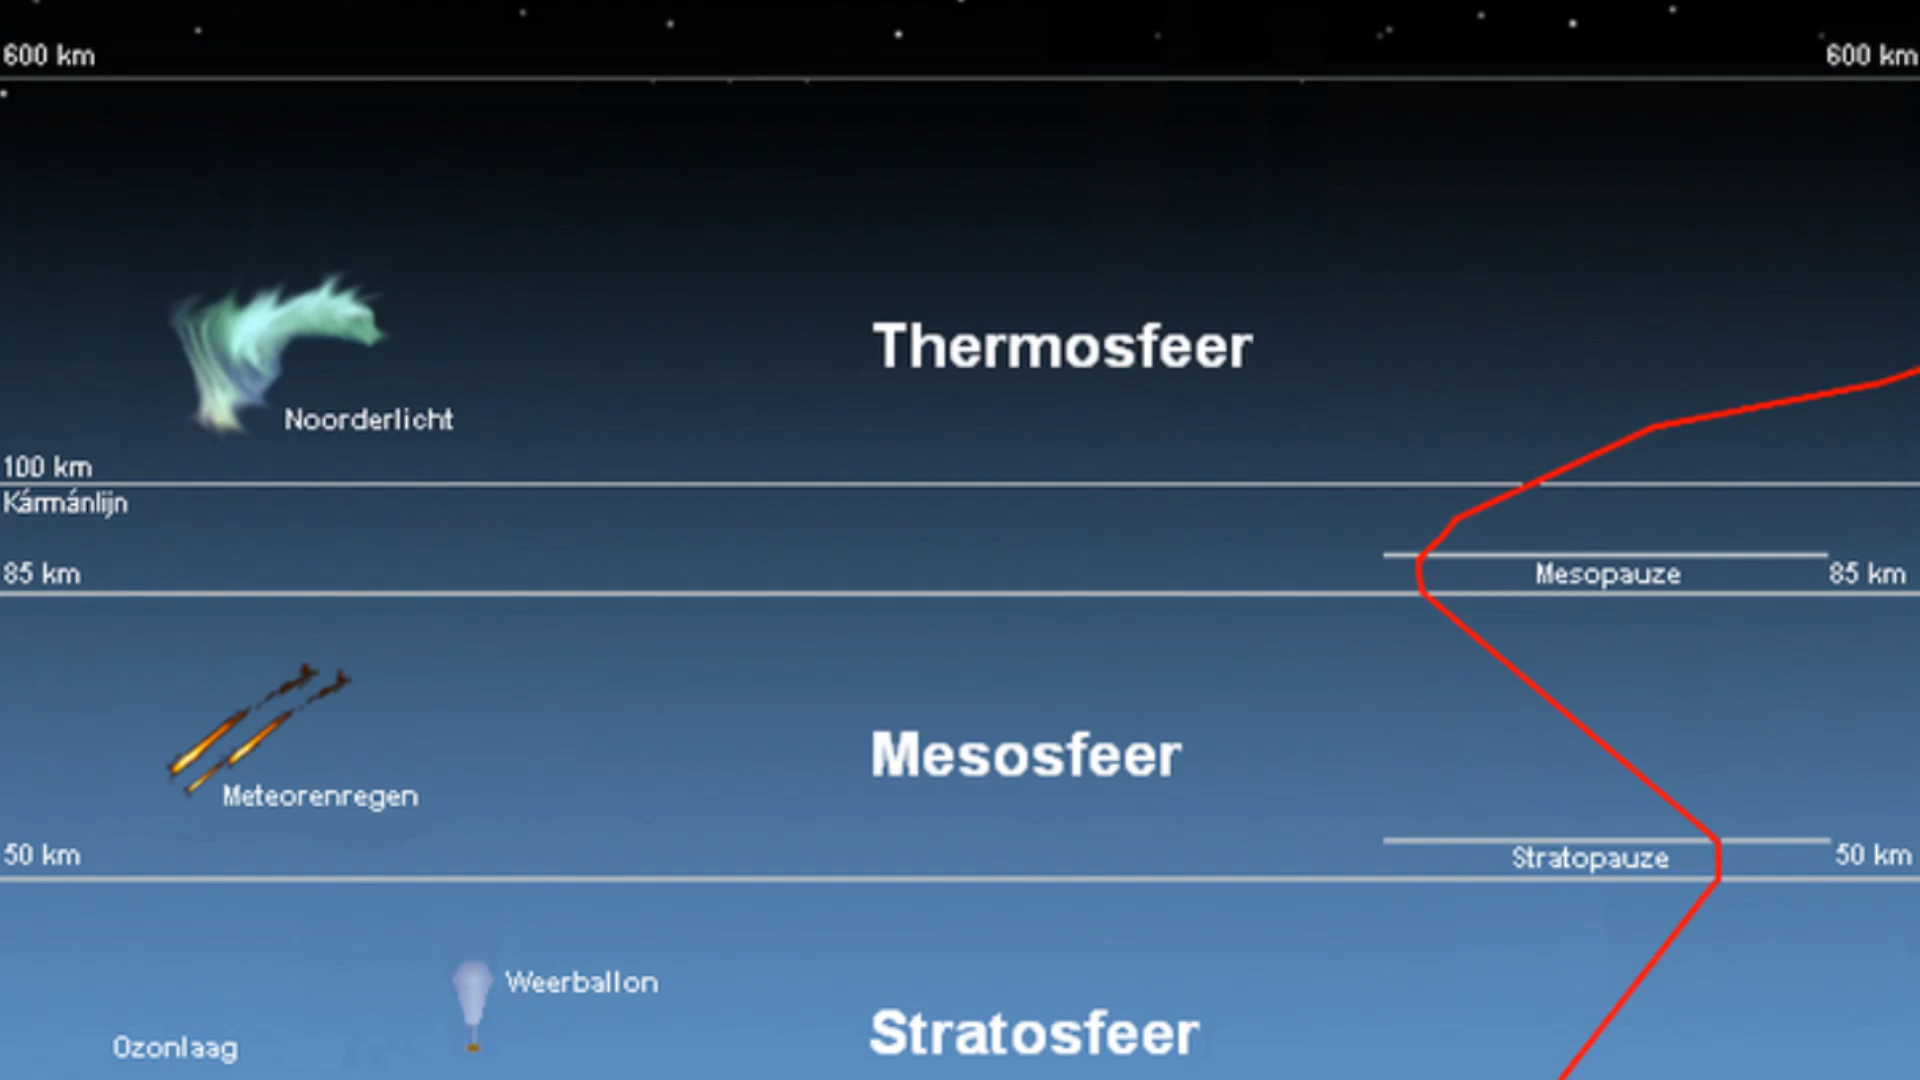 600 km 600 km
Thermosfeer
Noorderlicht
100 km
Kármánlijn
85 km Mesopauze 85 km
Mesosfeer
Meteorenregen
50 km Stratopauze 50 km
Weerballon
Stratosfeer
Ozonlaag